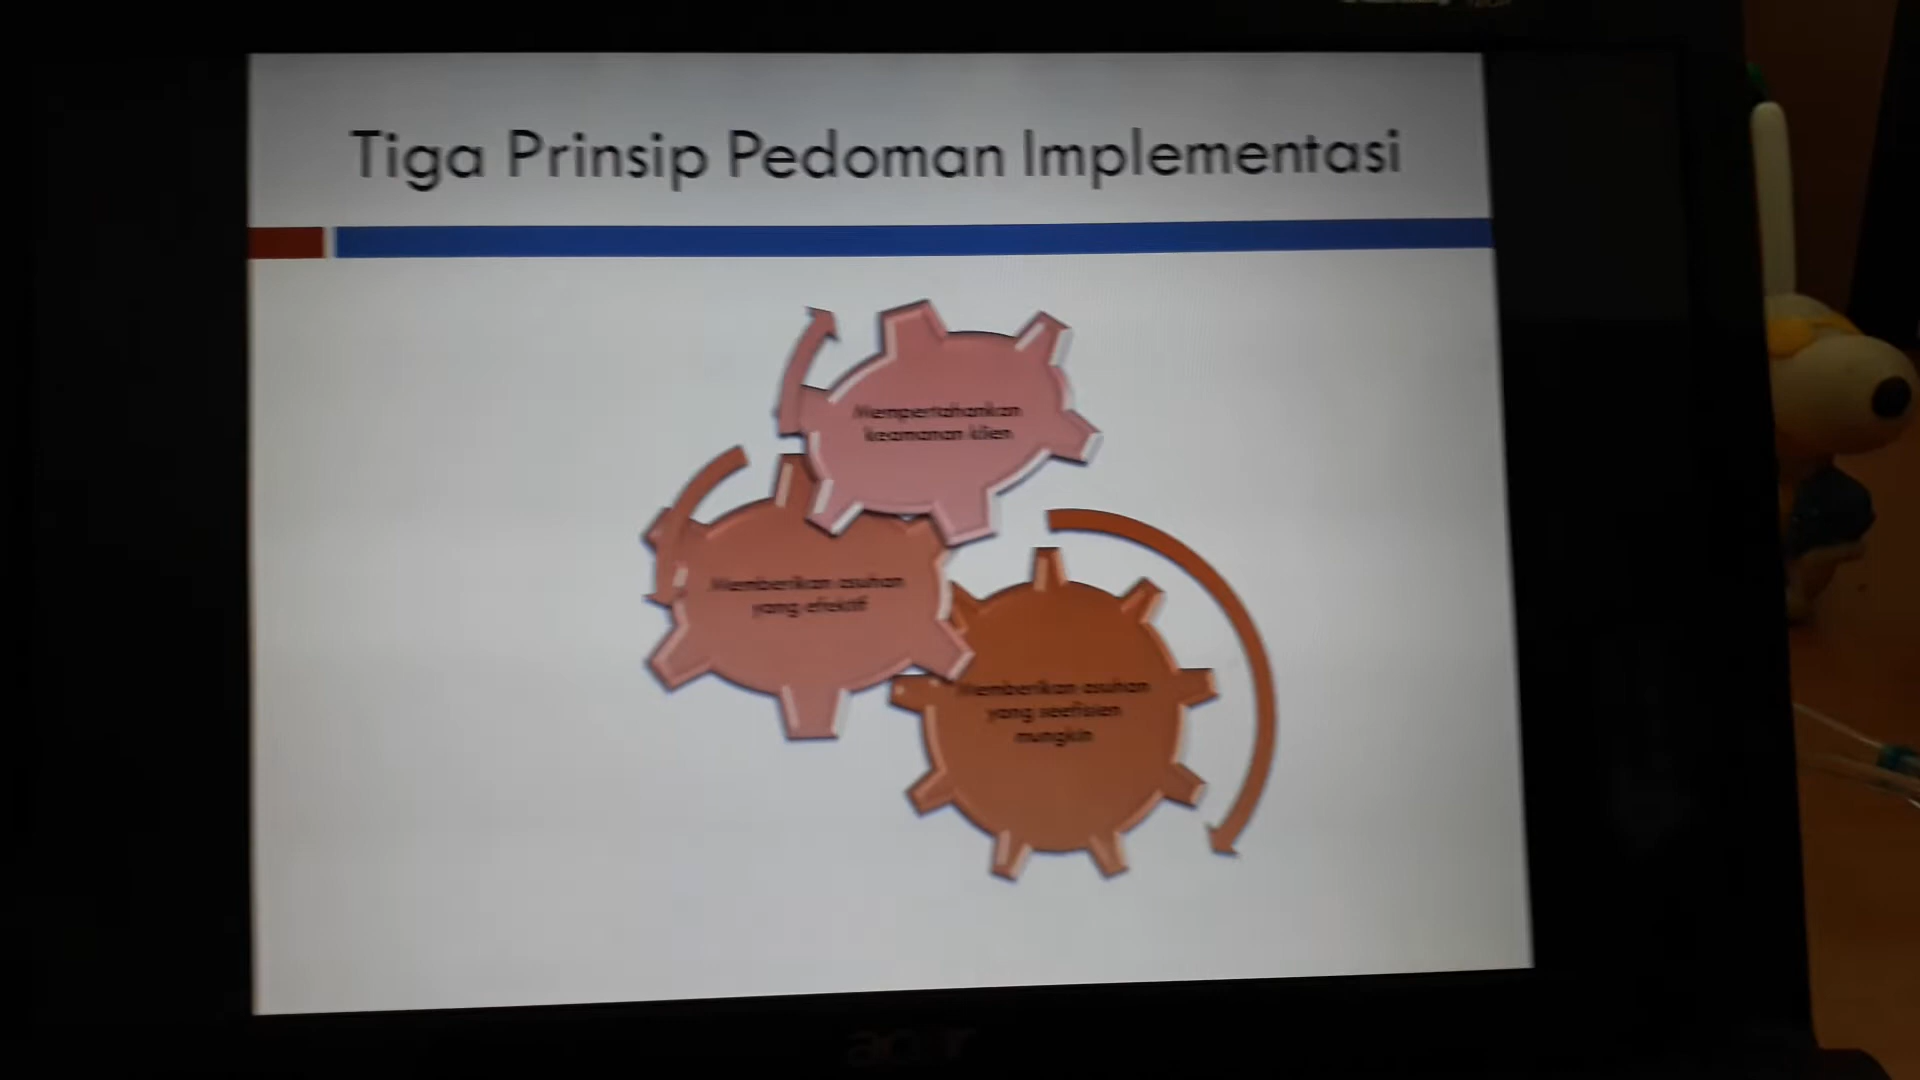 Tiga Prinsip Pedoman Implementasi
Mempertahankan
keamanan klien
Memberikan asuhan
yang efektif
Memberikan asuhan
yang seefisien
mungkin
acer